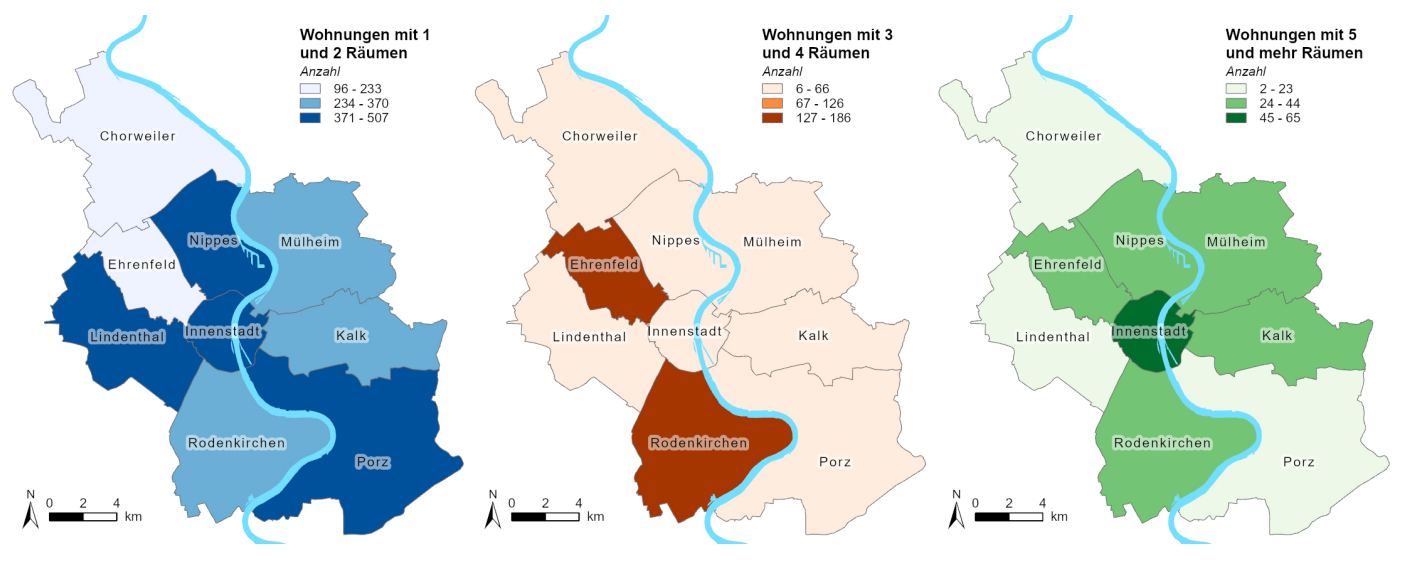 Wohnungen mit 1
und 2 Räumen
Anzahl
96 - 233
234 - 370
371 - 507
Chorweiler
Nippes
Mülheim
Ehrenfeld
Lindenthal
Innenstadt
Kalk
Rodenkirchen
Porz
N
0 2 4
km
Wohnungen mit 3
und 4 Räumen
Anzahl
6 - 66
67 - 126
127 - 186
Chorweiler
Nippes
Mülheim
Ehrenfeld
Lindenthal
Innenstadt
Kalk
Rodenkirchen
Porz
N
0 2 4
km
Wohnungen mit 5
und mehr Räumen
Anzahl
2 - 23
24 - 44
45 - 65
Chorweiler
Nippes
Mülheim
Ehrenfeld
Lindenthal
Innenstadt
Kalk
Rodenkirchen
Porz
N
0 2 4
km